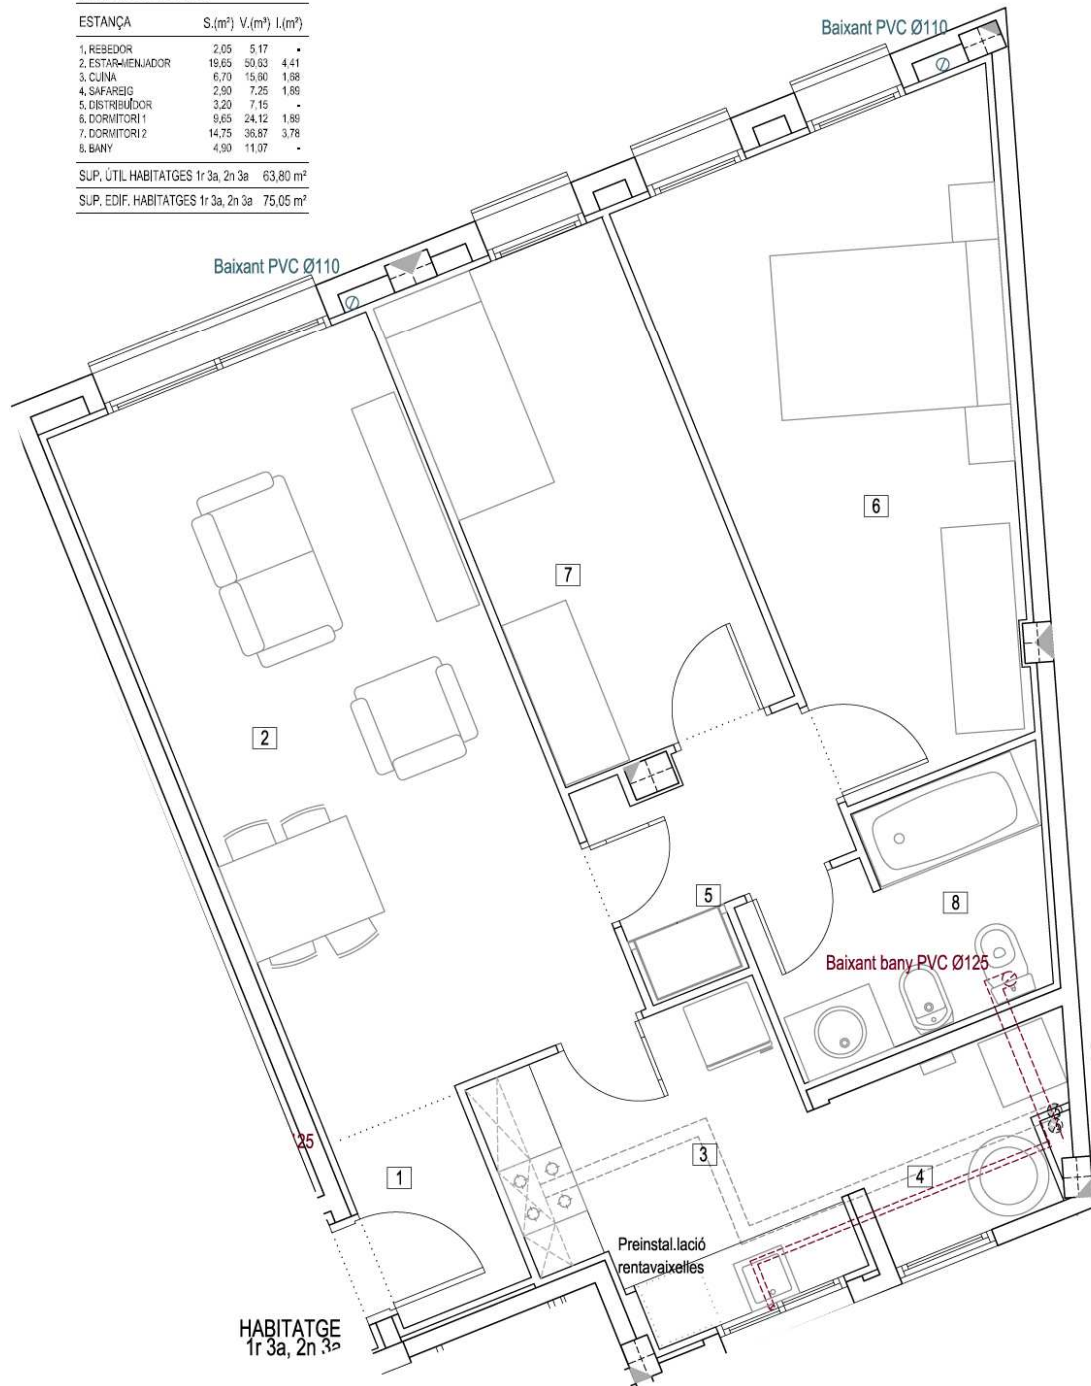 ESTANÇA S.(m²) V.(m³) I.(m²)
1. REBEDOR 2,05 5,17 -
2. ESTAR-MENJADOR 19,65 50,63 4,41
3. CUINA 6,70 15,60 1,68
4. SAFAREIG 2,90 7,25 1,89
5. DISTRIBUÏDOR 3,20 7,15 -
6. DORMITORI 1 9,65 24,12 1,89
7. DORMITORI 2 14,75 36,87 3,78
8. BANY 4,90 11,07 -
SUP. ÚTIL HABITATGES 1r 3a, 2n 3a 63,80 m²
SUP. EDIF. HABITATGES 1r 3a, 2n 3a 75,05 m²
Baixant PVC Ø110
Baixant PVC Ø110
6
7
2
5
8
Baixant bany PVC Ø125
25
3
1
4
Preinstal.lació
rentavaixelles
HABITATGE
1r 3a, 2n 3a